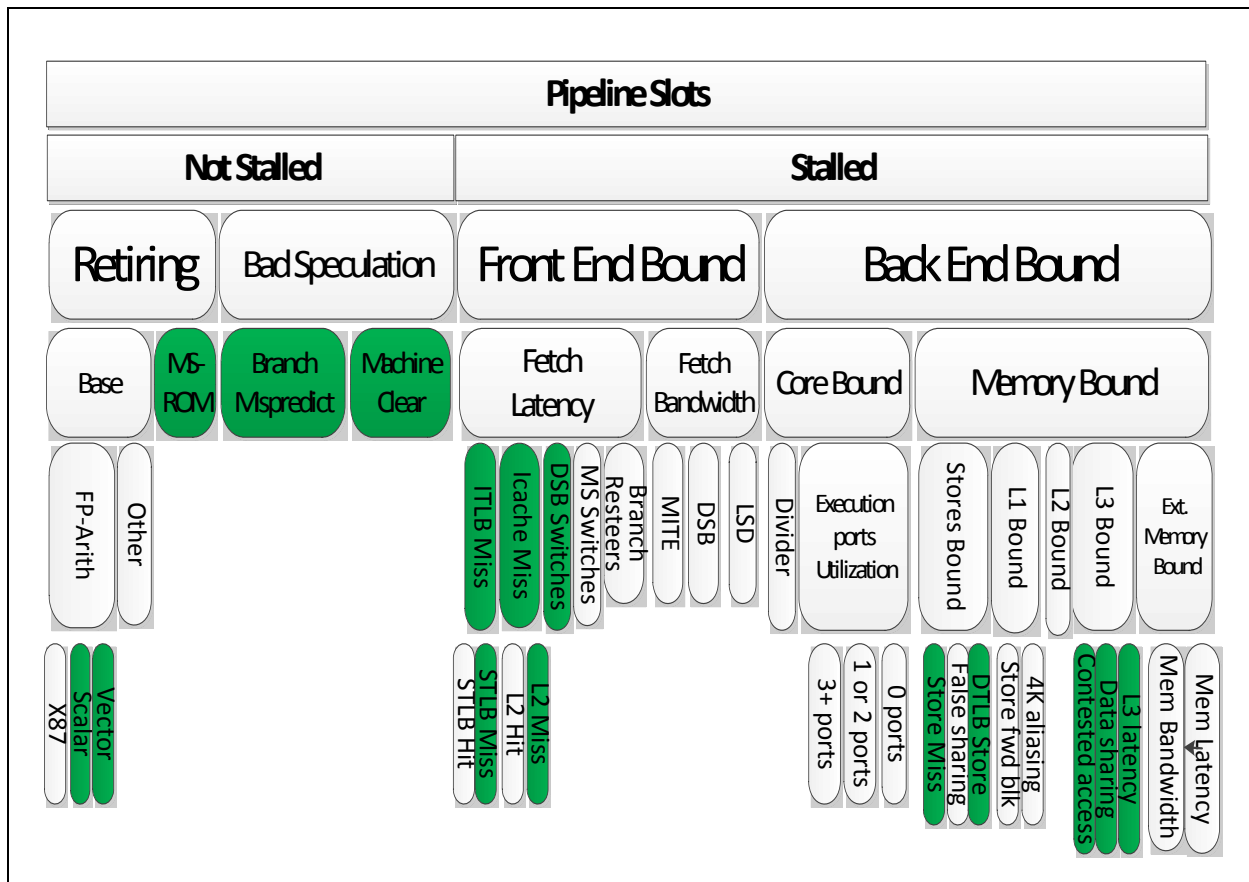 Pipeline Slots
Not Stalled
Stalled
Retiring
Bad Speculation
Front End Bound
Back End Bound
Base
MS-
ROM
Branch
Mispredict
Machine
Clear
Fetch
Latency
Fetch
Bandwidth
Core Bound
Memory Bound
FP-Arith
Other
ITLB Miss
Icache Miss
DSB Switches
MS Switches
Branch
Resteers
MITE
DSB
LSD
Divider
Execution
ports
Utilization
Stores Bound
L1 Bound
L2 Bound
L3 Bound
Ext.
Memory
Bound
X87
Scalar
Vector
STLB Hit
STLB Miss
L2 Hit
L2 Miss
3+ ports
1 or 2 ports
0 ports
Store Miss
False sharing
DTLB Store
Store fwd blk
4K aliasing
Contested access
Data sharing
L3 latency
Mem Bandwidth
Mem Latency